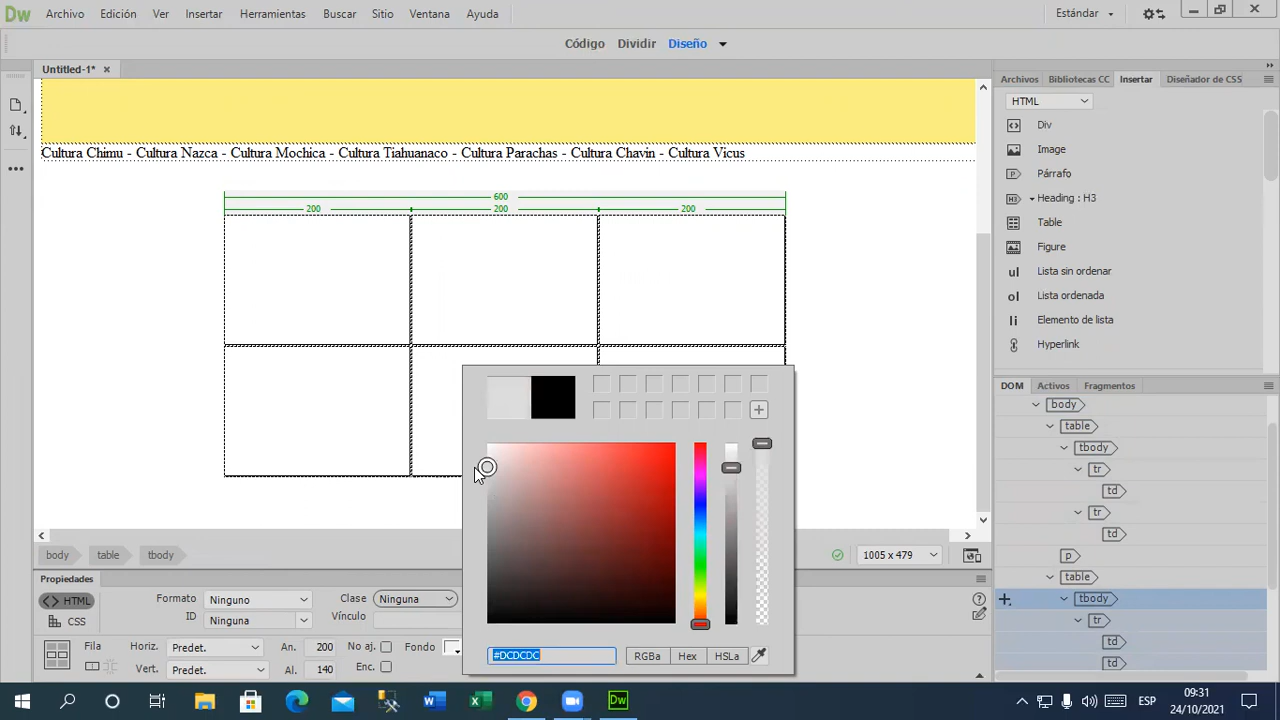 Dw Archivo Edición Ver Insertar Herramientas Buscar Sitio Ventana Ayuda Estándar
Código Dividir Diseño
Untitled-1* Archivos Bibliotecas CC Insertar Diseñador de CSS
HTML
Div
Image
Párrafo
Heading : H3
Table
Figure
ul Lista sin ordenar
ol Lista ordenada
li Elemento de lista
Hyperlink
Cultura Chimu - Cultura Nazca - Cultura Mochica - Cultura Tiahuanaco - Cultura Parachas - Cultura Chavin - Cultura Vicus
600
200 200 200
DOM Activos Fragmentos
body
table
tbody
tr
td
tr
td
p
table
tbody
tr
td
td
#DCDCDC RGBa Hex HSLa
body table tbody 1005 x 479
Propiedades
HTML Formato Ninguno Clase Ninguna
CSS ID Ninguna Vínculo
Fila Horiz. Predet. An. 200 No aj. Fondo
Vert. Predet. Al. 140 Enc.
Dw ESP 09:31
24/10/2021